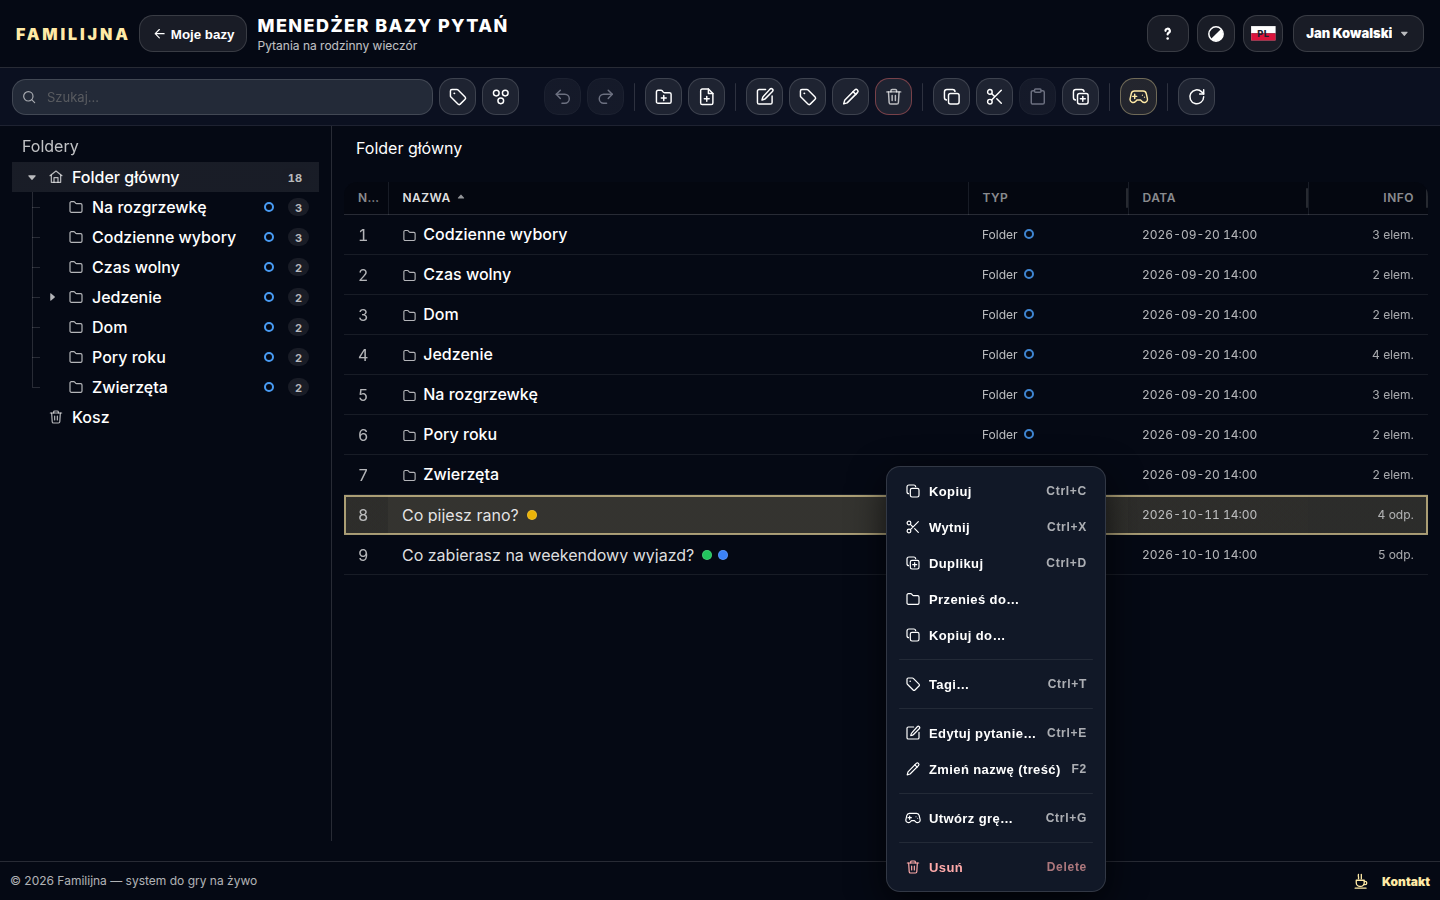 FAMILIJNA
Moje bazy
MENEDŻER BAZY PYTAŃ
Pytania na rodzinny wieczór
?
PL
Jan Kowalski
Szukaj...
Foldery
Folder główny 18
Na rozgrzewkę 3
Codzienne wybory 3
Czas wolny 2
Jedzenie 2
Dom 2
Pory roku 2
Zwierzęta 2
Kosz
Folder główny
N... NAZWA TYP DATA INFO
1 Codzienne wybory Folder 2026-09-20 14:00 3 elem.
2 Czas wolny Folder 2026-09-20 14:00 2 elem.
3 Dom Folder 2026-09-20 14:00 2 elem.
4 Jedzenie Folder 2026-09-20 14:00 4 elem.
5 Na rozgrzewkę Folder 2026-09-20 14:00 3 elem.
6 Pory roku Folder 2026-09-20 14:00 2 elem.
7 Zwierzęta 2026-09-20 14:00 2 elem.
8 Co pijesz rano? 2026-10-11 14:00 4 odp.
9 Co zabierasz na weekendowy wyjazd? 2026-10-10 14:00 5 odp.
Kopiuj Ctrl+C
Wytnij Ctrl+X
Duplikuj Ctrl+D
Przenieś do...
Kopiuj do...
Tagi... Ctrl+T
Edytuj pytanie... Ctrl+E
Zmień nazwę (treść) F2
Utwórz grę... Ctrl+G
Usuń Delete
© 2026 Familijna — system do gry na żywo
Kontakt